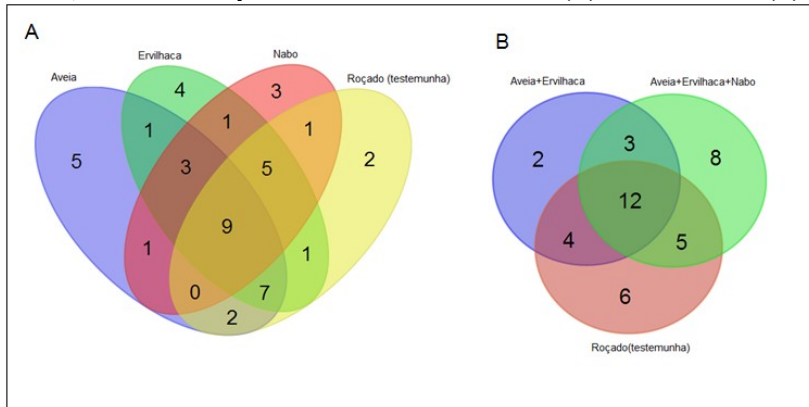 A
Aveia
Ervilhaca
Nabo
Roçado (testemunha)
5
4
3
2
1
1
1
3
5
9
1
1
0
7
2
B
Aveia+Ervilhaca
Aveia+Ervilhaca+Nabo
2
3
8
12
4
5
6
Roçado(testemunha)